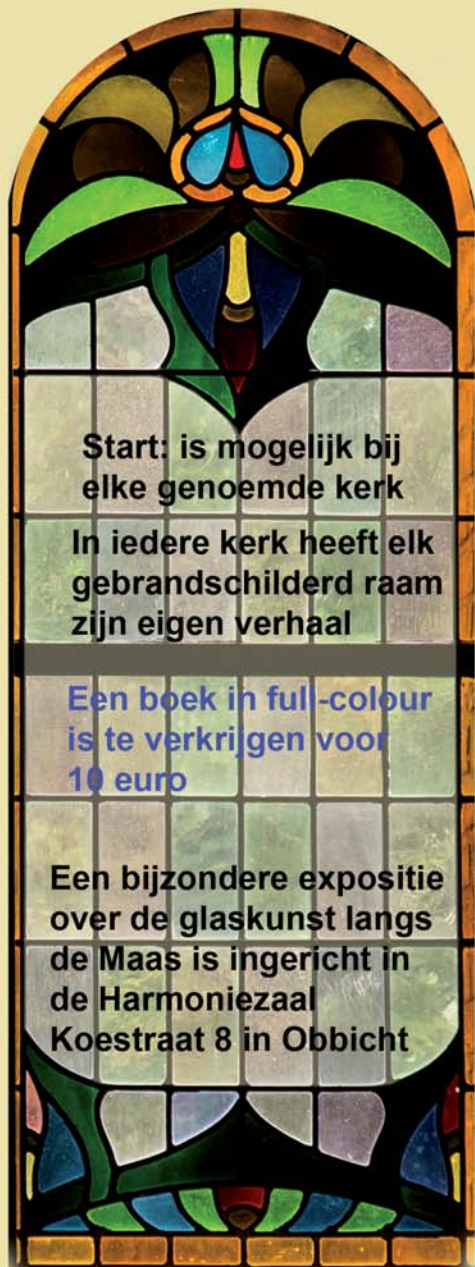 Start: is mogelijk bij
elke genoemde kerk
In iedere kerk heeft elk
gebrandschilderd raam
zijn eigen verhaal
Een boek in full-colour
is te verkrijgen voor
10 euro
Een bijzondere expositie
over de glaskunst langs
de Maas is ingericht in
de Harmoniezaal
Koestraat 8 in Obbicht